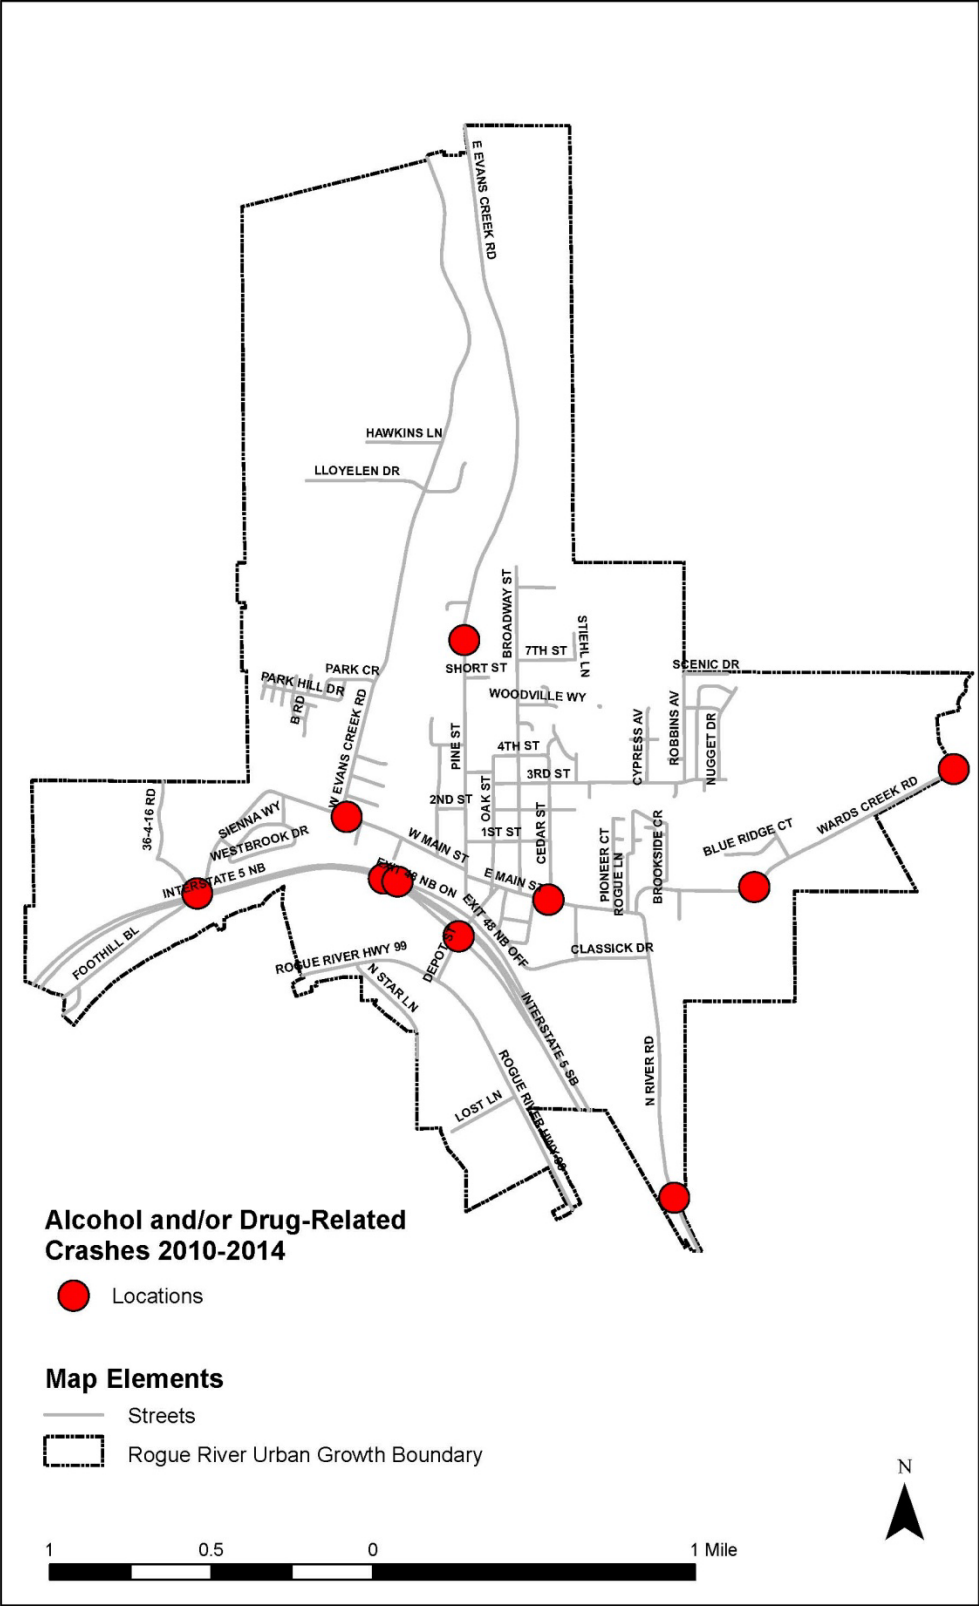 E EVANS CREEK RD
HAWKINS LN
LLOYELEN DR
BROADWAY ST
STIEHL LN
7TH ST
SHORT ST
SCENIC DR
PARK CR
PARK HILL DR
B RD
WOODVILLE WY
W EVANS CREEK RD
PINE ST
CYPRESS AV
ROBBINS AV
NUGGET DR
4TH ST
3RD ST
OAK ST
2ND ST
36-4-16 RD
SIENNA WY
WESTBROOK DR
1ST ST
CEDAR ST
W MAIN ST
PIONEER CT
ROGUE LN
BROOKSIDE CR
BLUE RIDGE CT
WARDS CREEK RD
INTERSTATE 5 NB
EXIT 48 NB ON
E MAIN ST
EXIT 48 NB OFF
FOOTHILL BL
ROGUE RIVER HWY 99
N STAR LN
DEPOT ST
CLASSICK DR
INTERSTATE 5 SB
N RIVER RD
LOST LN
ROGUE RIVER HWY 99
Alcohol and/or Drug-Related
Crashes 2010-2014
Locations
Map Elements
Streets
Rogue River Urban Growth Boundary
N
1 0.5 0 1 Mile